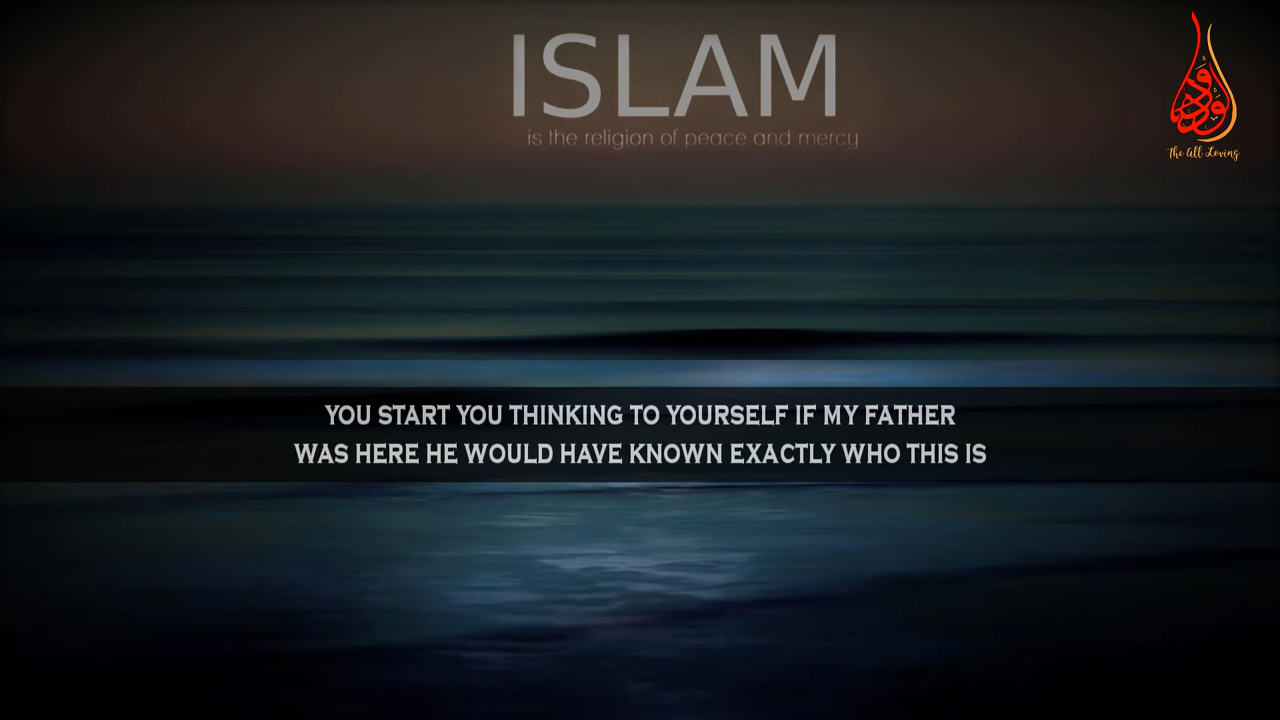 ISLAM
is the religion of peace and mercy
الودود
The All Loving
YOU START YOU THINKING TO YOURSELF IF MY FATHER
WAS HERE HE WOULD HAVE KNOWN EXACTLY WHO THIS IS